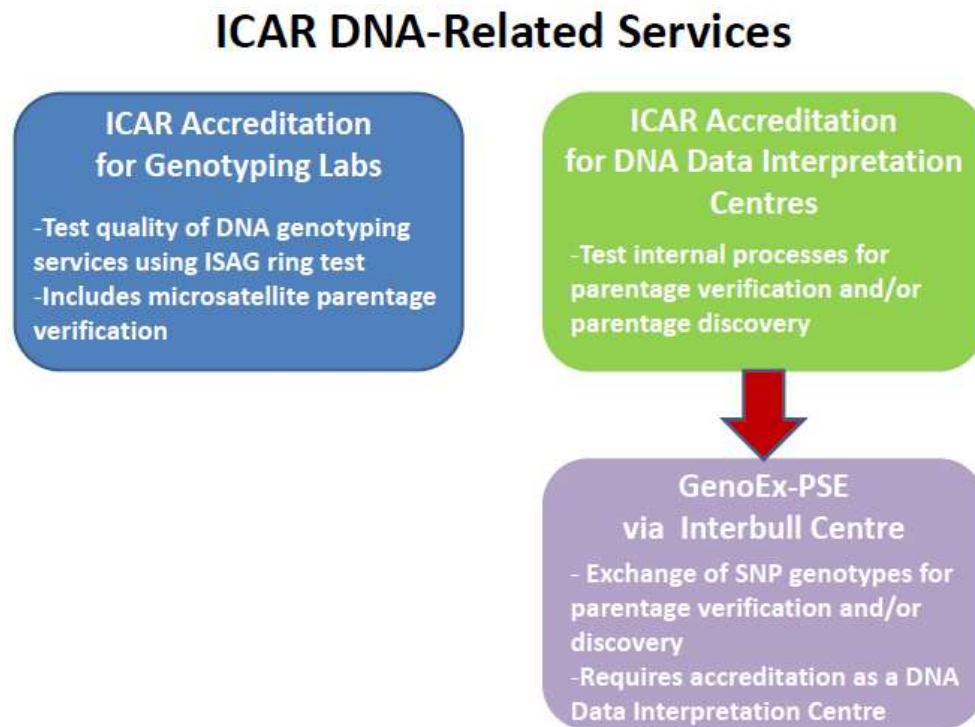 ICAR DNA-Related Services
ICAR Accreditation
for Genotyping Labs
-Test quality of DNA genotyping
services using ISAG ring test
-Includes microsatellite parentage
verification
ICAR Accreditation
for DNA Data Interpretation
Centres
-Test internal processes for
parentage verification and/or
parentage discovery
GenoEx-PSE
via Interbull Centre
- Exchange of SNP genotypes for
parentage verification and/or
discovery
-Requires accreditation as a DNA
Data Interpretation Centre